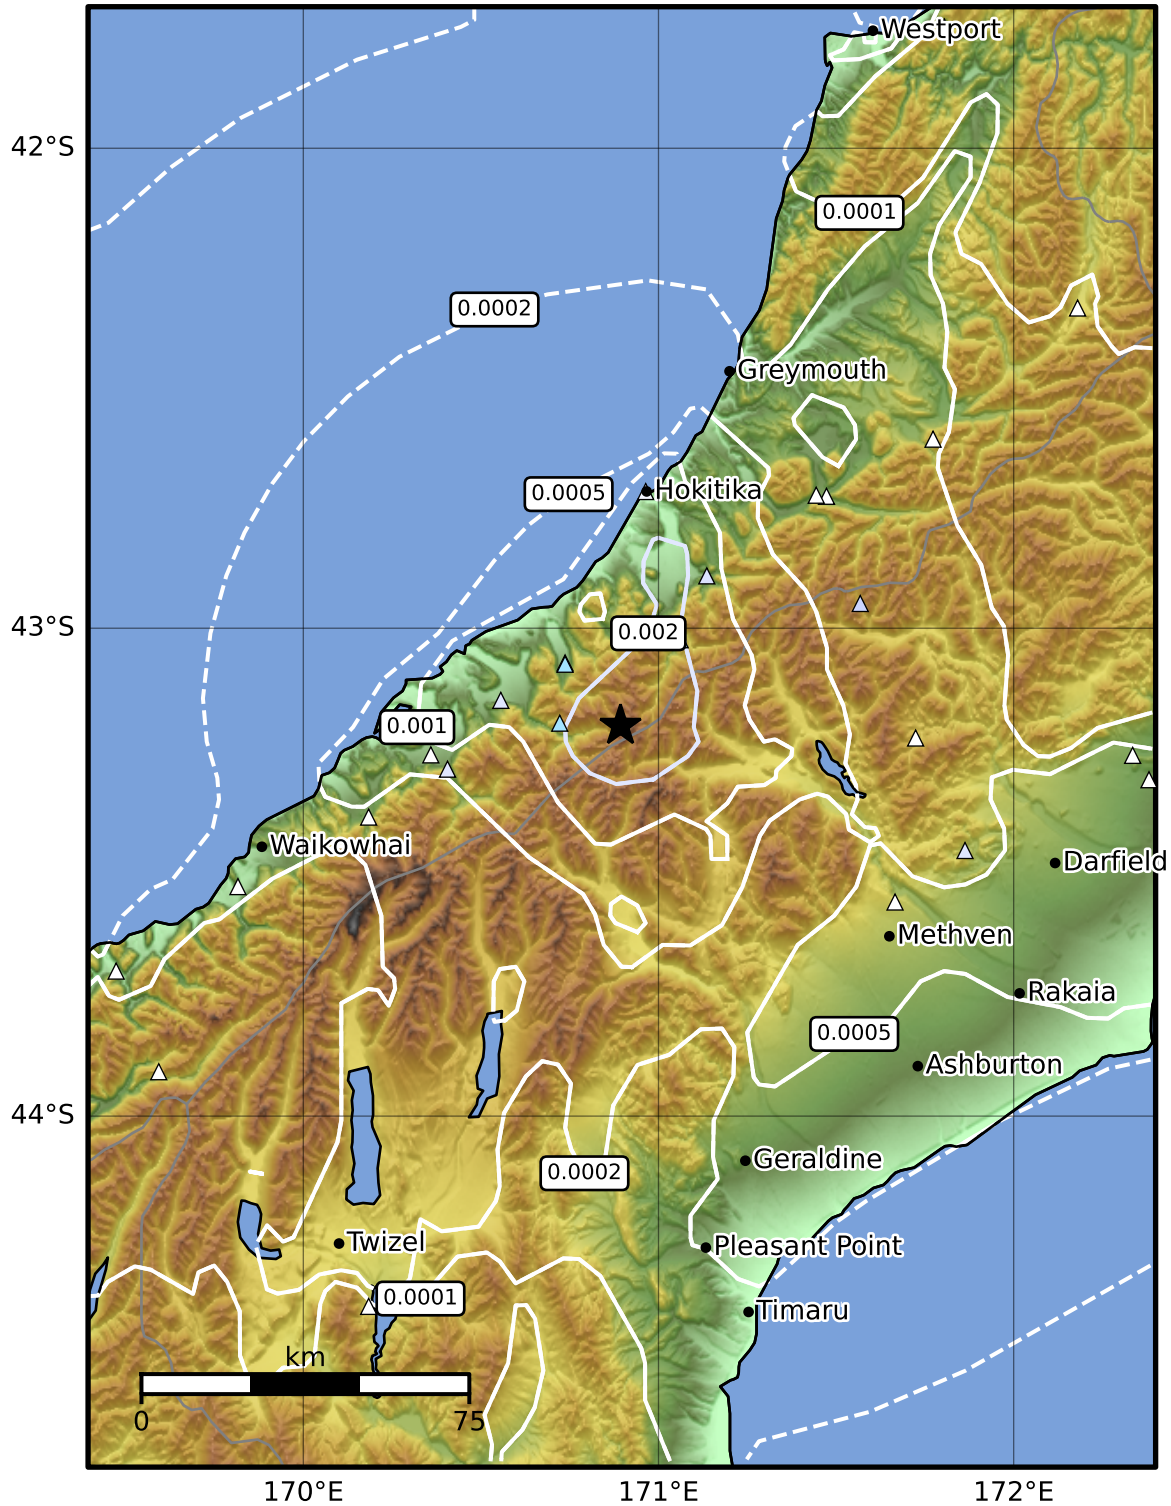 Westport
42°S
0.0001
0.0002
Greymouth
0.0005
Hokitika
43°S
0.002
0.001
Waikowhai
Darfield
Methven
Rakaia
0.0005
Ashburton
44°S
Geraldine
0.0002
Twizel
Pleasant Point
0.0001
Timaru
km
0
75
170°E
171°E
172°E